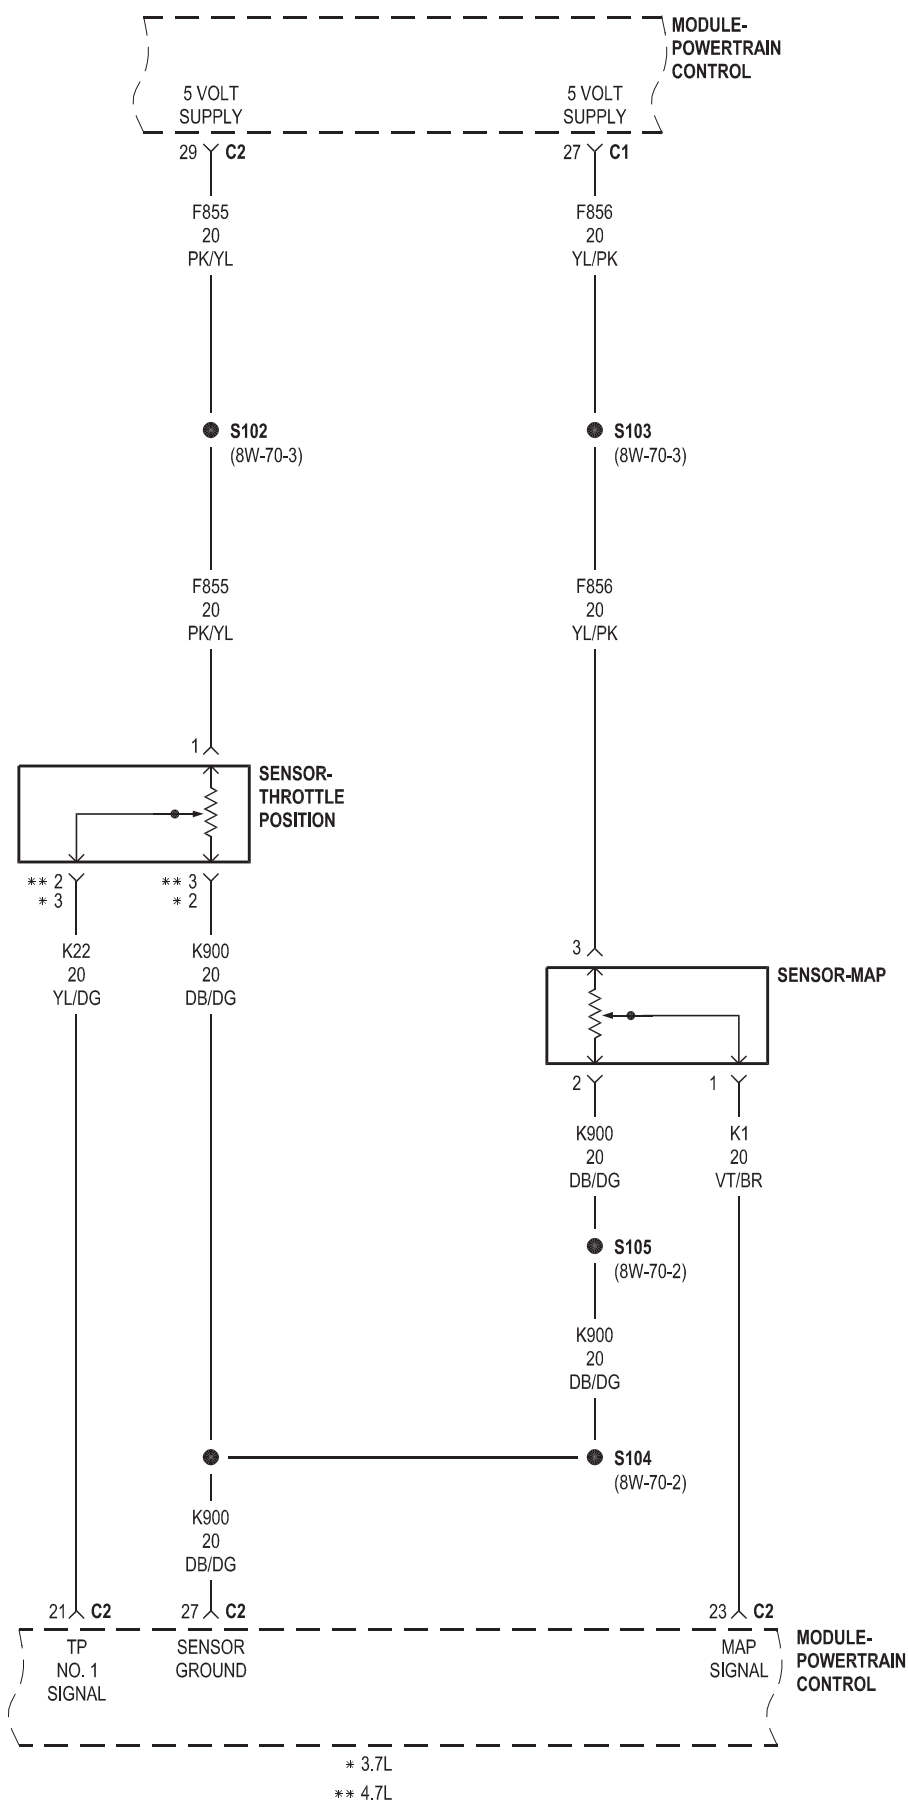 MODULE-
POWERTRAIN
CONTROL
5 VOLT
SUPPLY
5 VOLT
SUPPLY
29 C2
27 C1
F855
20
PK/YL
F856
20
YL/PK
S102
(8W-70-3)
S103
(8W-70-3)
F855
20
PK/YL
F856
20
YL/PK
1
SENSOR-
THROTTLE
POSITION
** 2
* 3
** 3
* 2
K22
20
YL/DG
K900
20
DB/DG
3
SENSOR-MAP
2
1
K900
20
DB/DG
K1
20
VT/BR
S105
(8W-70-2)
K900
20
DB/DG
S104
(8W-70-2)
K900
20
DB/DG
21 C2
27 C2
23 C2
TP
NO. 1
SIGNAL
SENSOR
GROUND
MAP
SIGNAL
MODULE-
POWERTRAIN
CONTROL
* 3.7L
** 4.7L